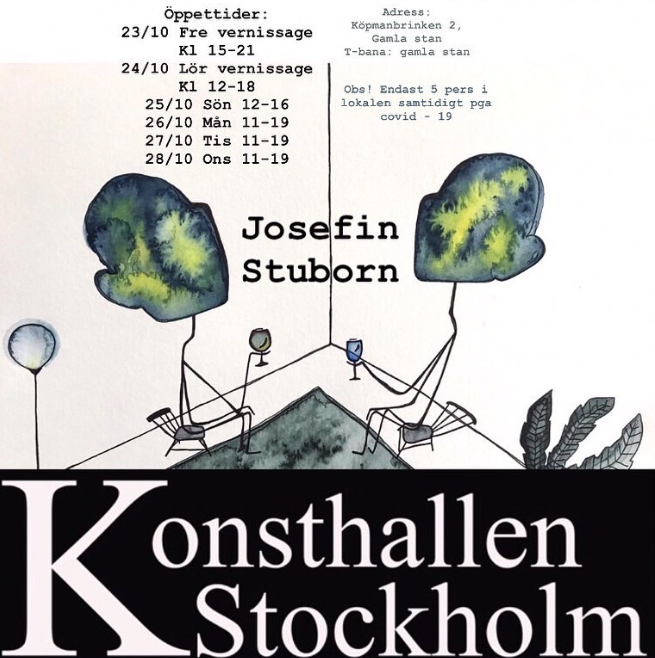 Öppettider:
23/10 Fre vernissage
Kl 15-21
24/10 Lör vernissage
Kl 12-18
25/10 Sön 12-16
26/10 Mån 11-19
27/10 Tis 11-19
28/10 Ons 11-19
Adress:
Köpmanbrinken 2,
Gamla stan
T-bana: gamla stan
Obs! Endast 5 pers i
lokalen samtidigt pga
covid - 19
Josefin
Stuborn
Konsthallen
Stockholm